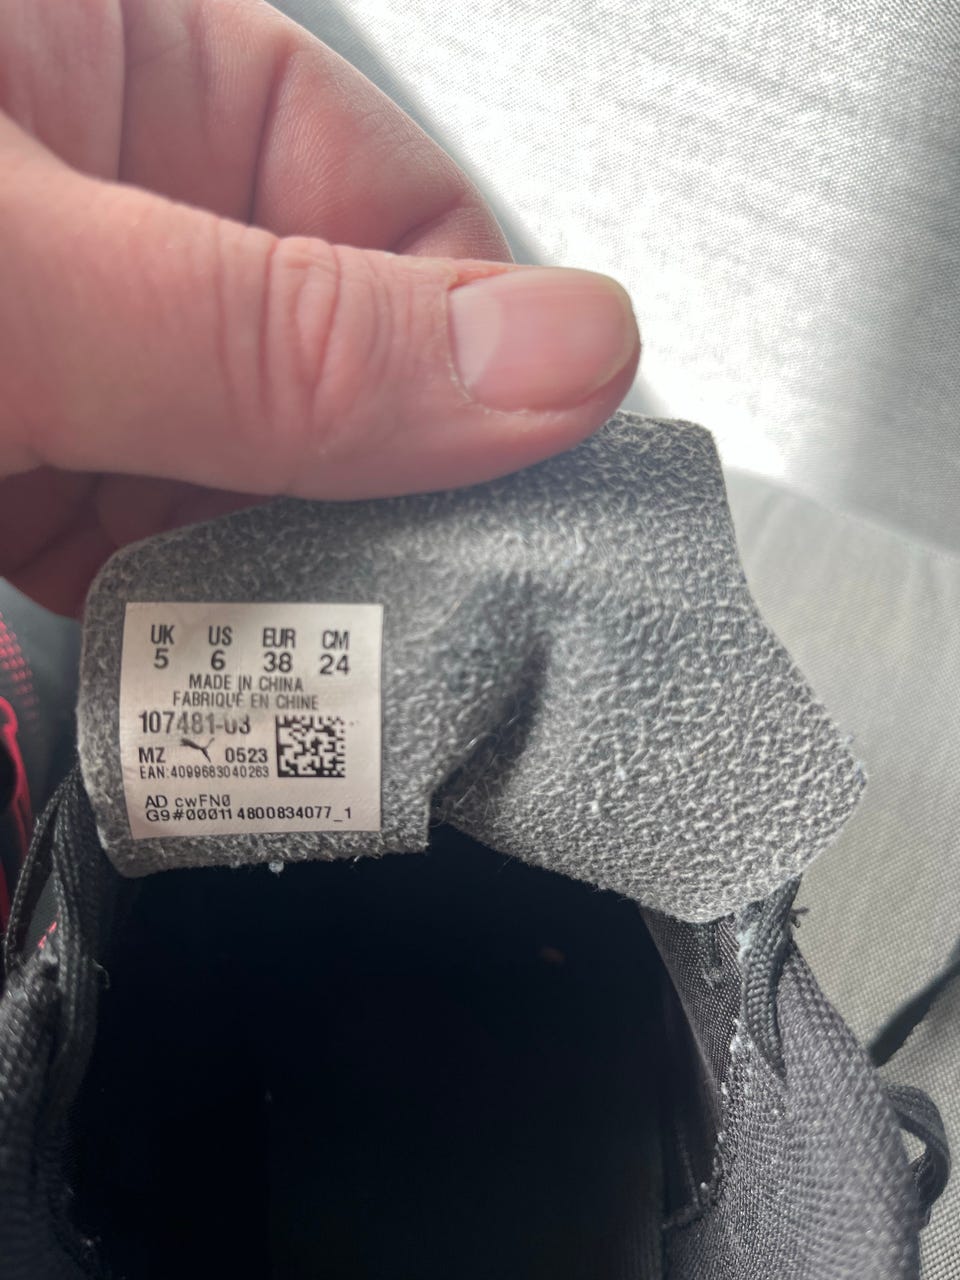 UK US EUR CM
5 6 38 24
MADE IN CHINA
FABRIQUÉ EN CHINE
107481-03
MZ 0523
EAN:4099683040263
AD cwFN0
G9#00011 4800834077_1